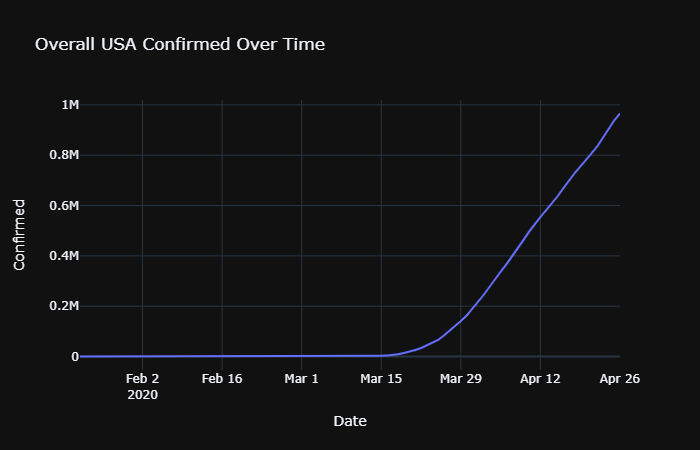 Overall USA Confirmed Over Time
1M
0.8M
0.6M
0.4M
0.2M
0
Confirmed
Feb 2
2020
Feb 16
Mar 1
Mar 15
Mar 29
Apr 12
Apr 26
Date